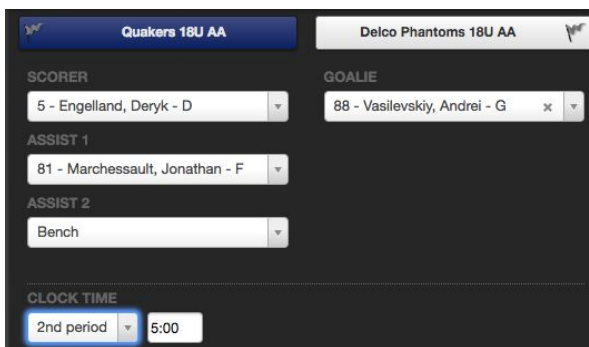 Quakers 18U AA
Delco Phantoms 18U AA
SCORER
GOALIE
5 - Engelland, Deryk - D
88 - Vasilevskiy, Andrei - G
ASSIST 1
81 - Marchessault, Jonathan - F
ASSIST 2
Bench
CLOCK TIME
2nd period
5:00